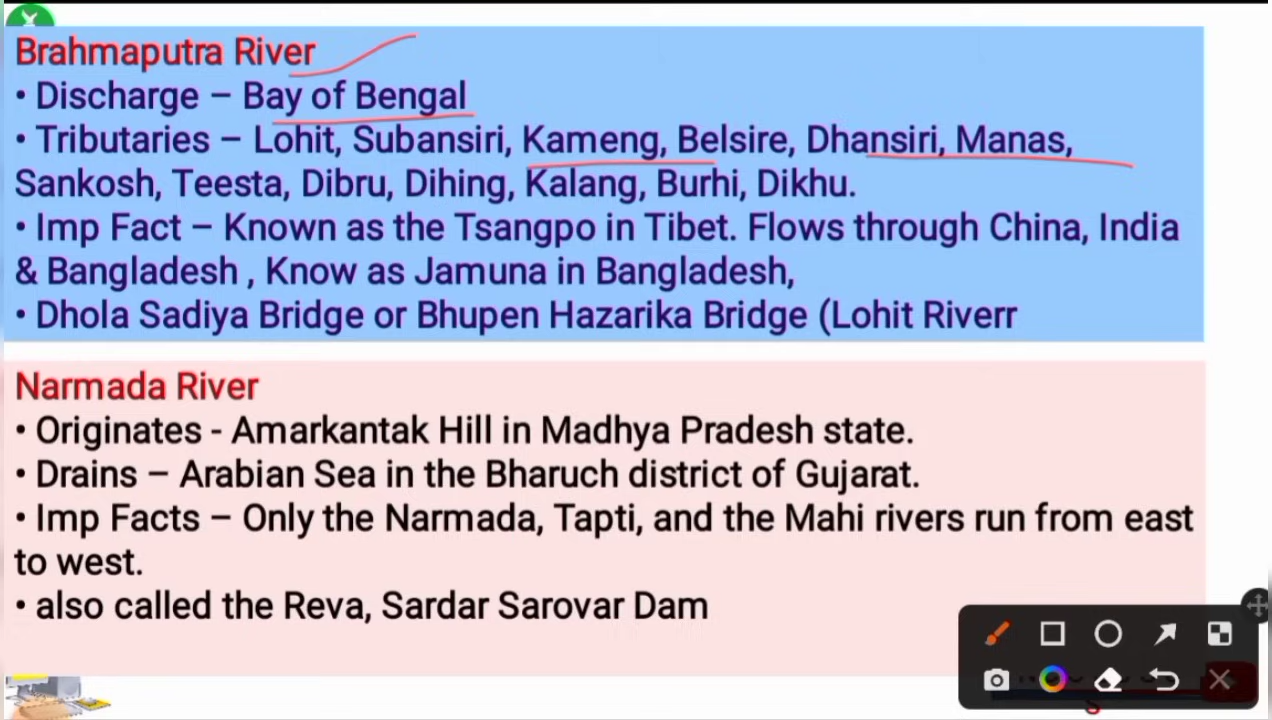 Brahmaputra River
• Discharge – Bay of Bengal
• Tributaries – Lohit, Subansiri, Kameng, Belsire, Dhansiri, Manas,
Sankosh, Teesta, Dibru, Dihing, Kalang, Burhi, Dikhu.
• Imp Fact – Known as the Tsangpo in Tibet. Flows through China, India
& Bangladesh , Know as Jamuna in Bangladesh,
• Dhola Sadiya Bridge or Bhupen Hazarika Bridge (Lohit Riverr
Narmada River
• Originates - Amarkantak Hill in Madhya Pradesh state.
• Drains – Arabian Sea in the Bharuch district of Gujarat.
• Imp Facts – Only the Narmada, Tapti, and the Mahi rivers run from east
to west.
• also called the Reva, Sardar Sarovar Dam